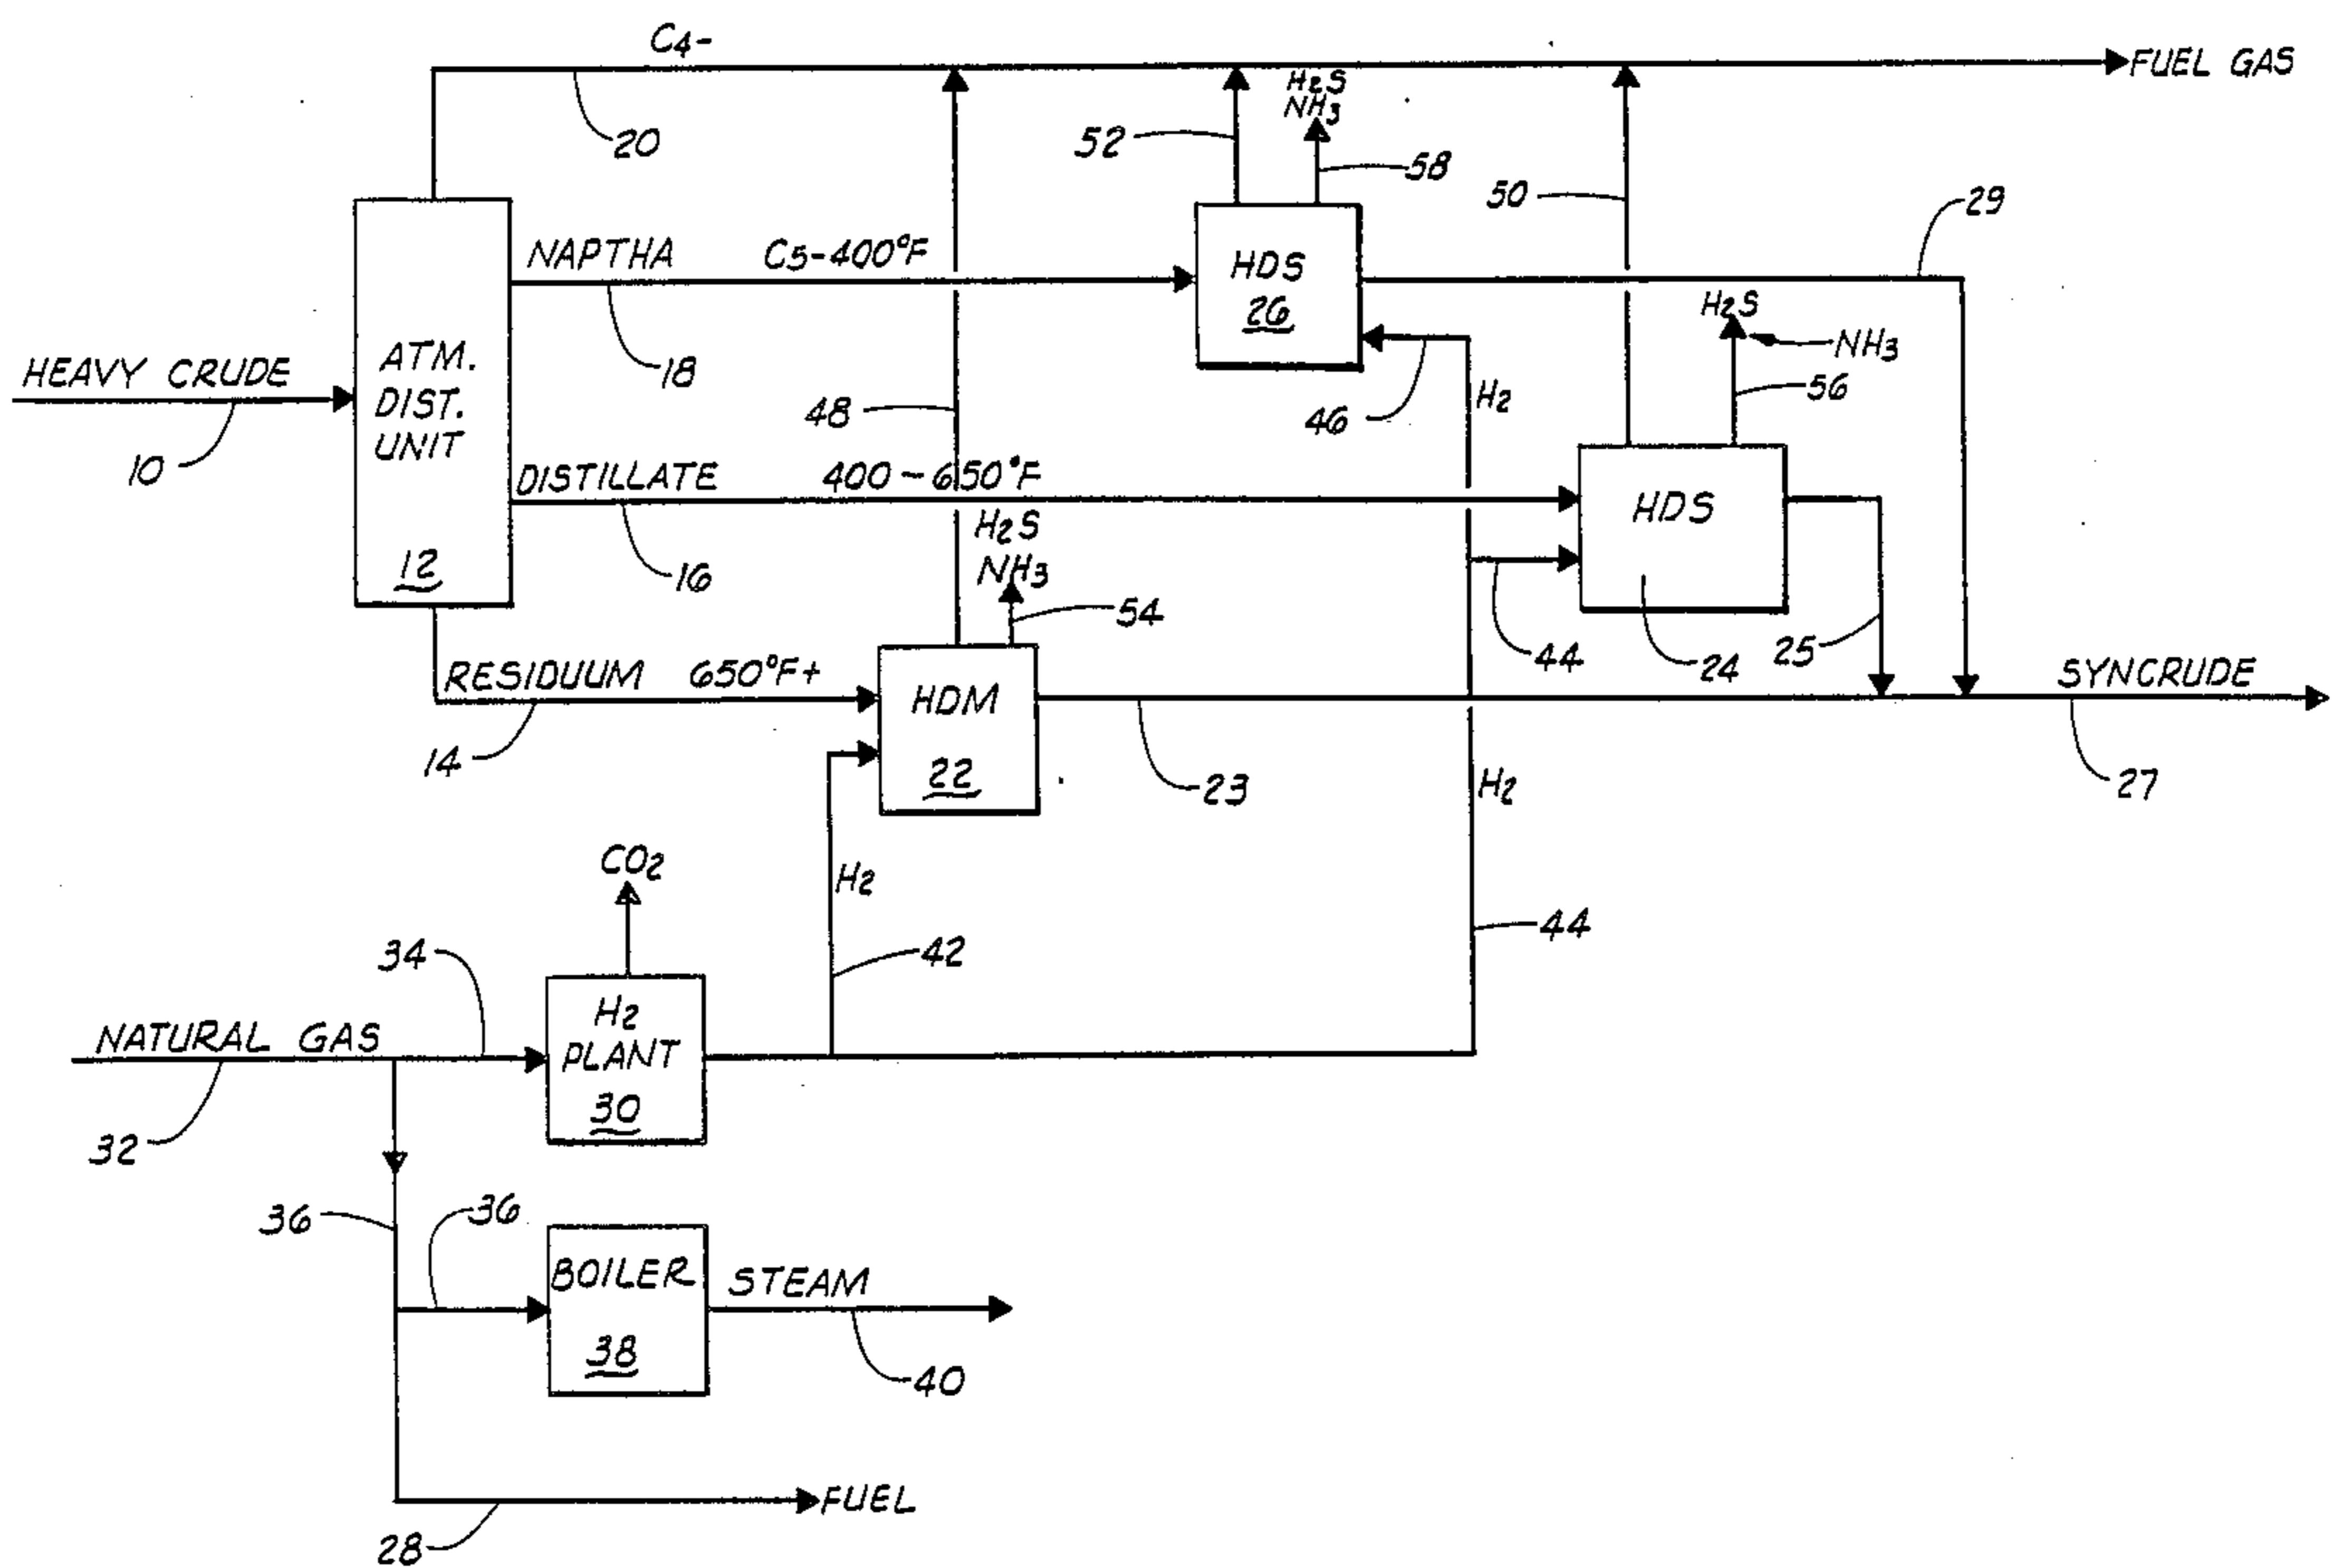 C4-
FUEL GAS
20
H2S
NH3
52
58
50
29
NAPTHA C5-400°F
HDS
26
H2S
NH3
18
HEAVY CRUDE
ATM.
DIST.
UNIT
12
10
48
46
H2
56
DISTILLATE 400-650°F
HDS
24
16
H2S
NH3
54
44
25
SYNCRUDE
RESIDUUM 650°F+
HDM
22
14
23
H2
27
CO2
H2
34
42
44
NATURAL GAS
H2
PLANT
30
32
36
36
BOILER
38
STEAM
40
FUEL
28